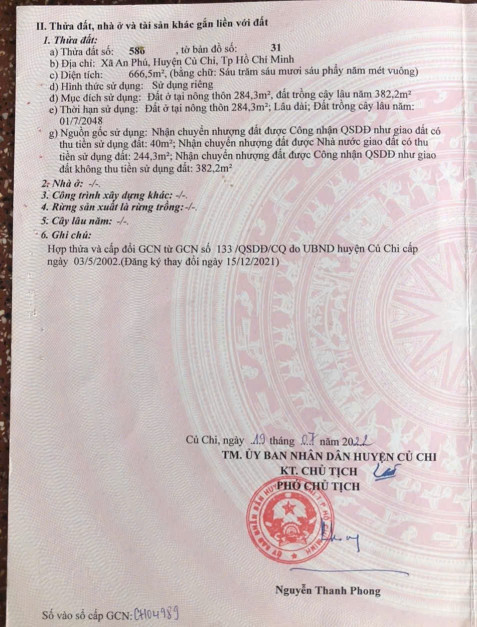 II. Thửa đất, nhà ở và tài sản khác gắn liền với đất
1. Thửa đất:
a) Thửa đất số: 586 , tờ bản đồ số: 31
b) Địa chỉ: Xã An Phú, Huyện Củ Chi, Tp Hồ Chí Minh
c) Diện tích: 666,5m², (bằng chữ: Sáu trăm sáu mươi sáu phẩy năm mét vuông)
d) Hình thức sử dụng: Sử dụng riêng
đ) Mục đích sử dụng: Đất ở tại nông thôn 284,3m², đất trồng cây lâu năm 382,2m²
e) Thời hạn sử dụng: Đất ở tại nông thôn 284,3m²; Lâu dài; Đất trồng cây lâu năm:
01/7/2048
g) Nguồn gốc sử dụng: Nhận chuyển nhượng đất được Công nhận QSDĐ như giao đất có
thu tiền sử dụng đất: 40m²; Nhận chuyển nhượng đất được Nhà nước giao đất có thu
tiền sử dụng đất: 244,3m²; Nhận chuyển nhượng đất được Công nhận QSDĐ như giao
đất không thu tiền sử dụng đất: 382,2m²
2. Nhà ở: -/-.
3. Công trình xây dựng khác: -/-.
4. Rừng sản xuất là rừng trồng: -/-.
5. Cây lâu năm: -/-.
6. Ghi chú:
Hợp thửa và cấp đổi GCN từ GCN số 133 /QSDĐ/CQ do UBND huyện Củ Chi cấp
ngày 03/5/2002.(Đăng ký thay đổi ngày 15/12/2021)
Củ Chi, ngày 19 tháng 07 năm 2022
TM. ỦY BAN NHÂN DÂN HUYỆN CỦ CHI
KT. CHỦ TỊCH
PHÓ CHỦ TỊCH
Nguyễn Thanh Phong
Số vào sổ cấp GCN: CH04989